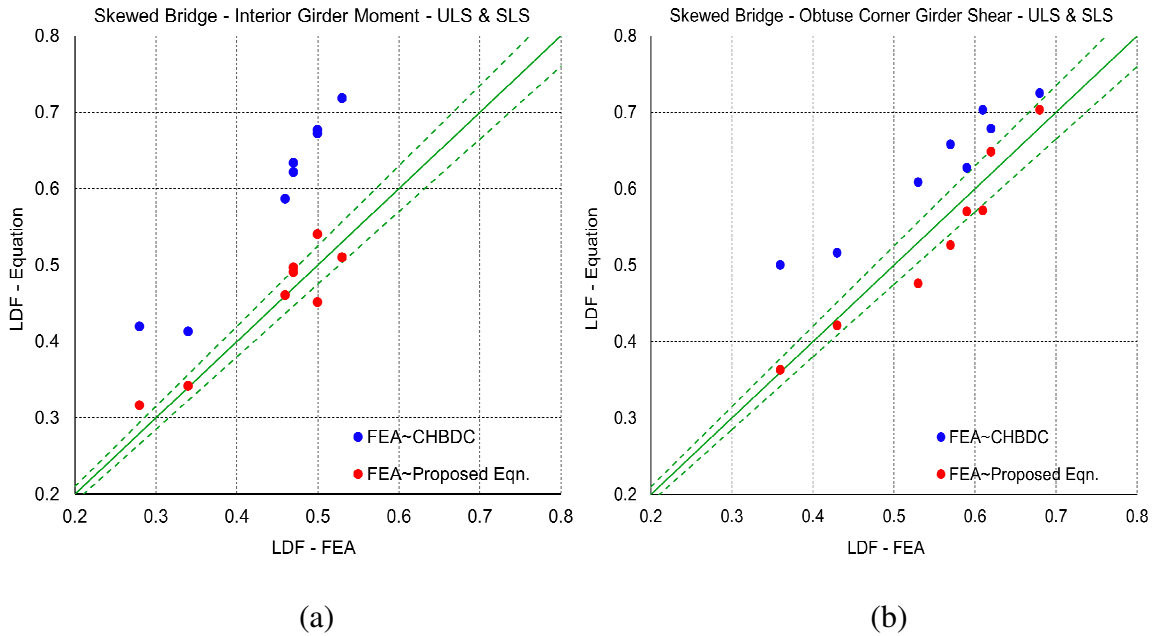 Skewed Bridge - Interior Girder Moment - ULS & SLS
0.8
0.7
0.6
0.5
0.4
0.3
0.2
LDF - Equation
FEA~CHBDC
FEA~Proposed Eqn.
0.2 0.3 0.4 0.5 0.6 0.7 0.8
LDF - FEA
(a)
Skewed Bridge - Obtuse Corner Girder Shear - ULS & SLS
0.8
0.7
0.6
0.5
0.4
0.3
0.2
LDF - Equation
FEA~CHBDC
FEA~Proposed Eqn.
0.2 0.3 0.4 0.5 0.6 0.7 0.8
LDF - FEA
(b)